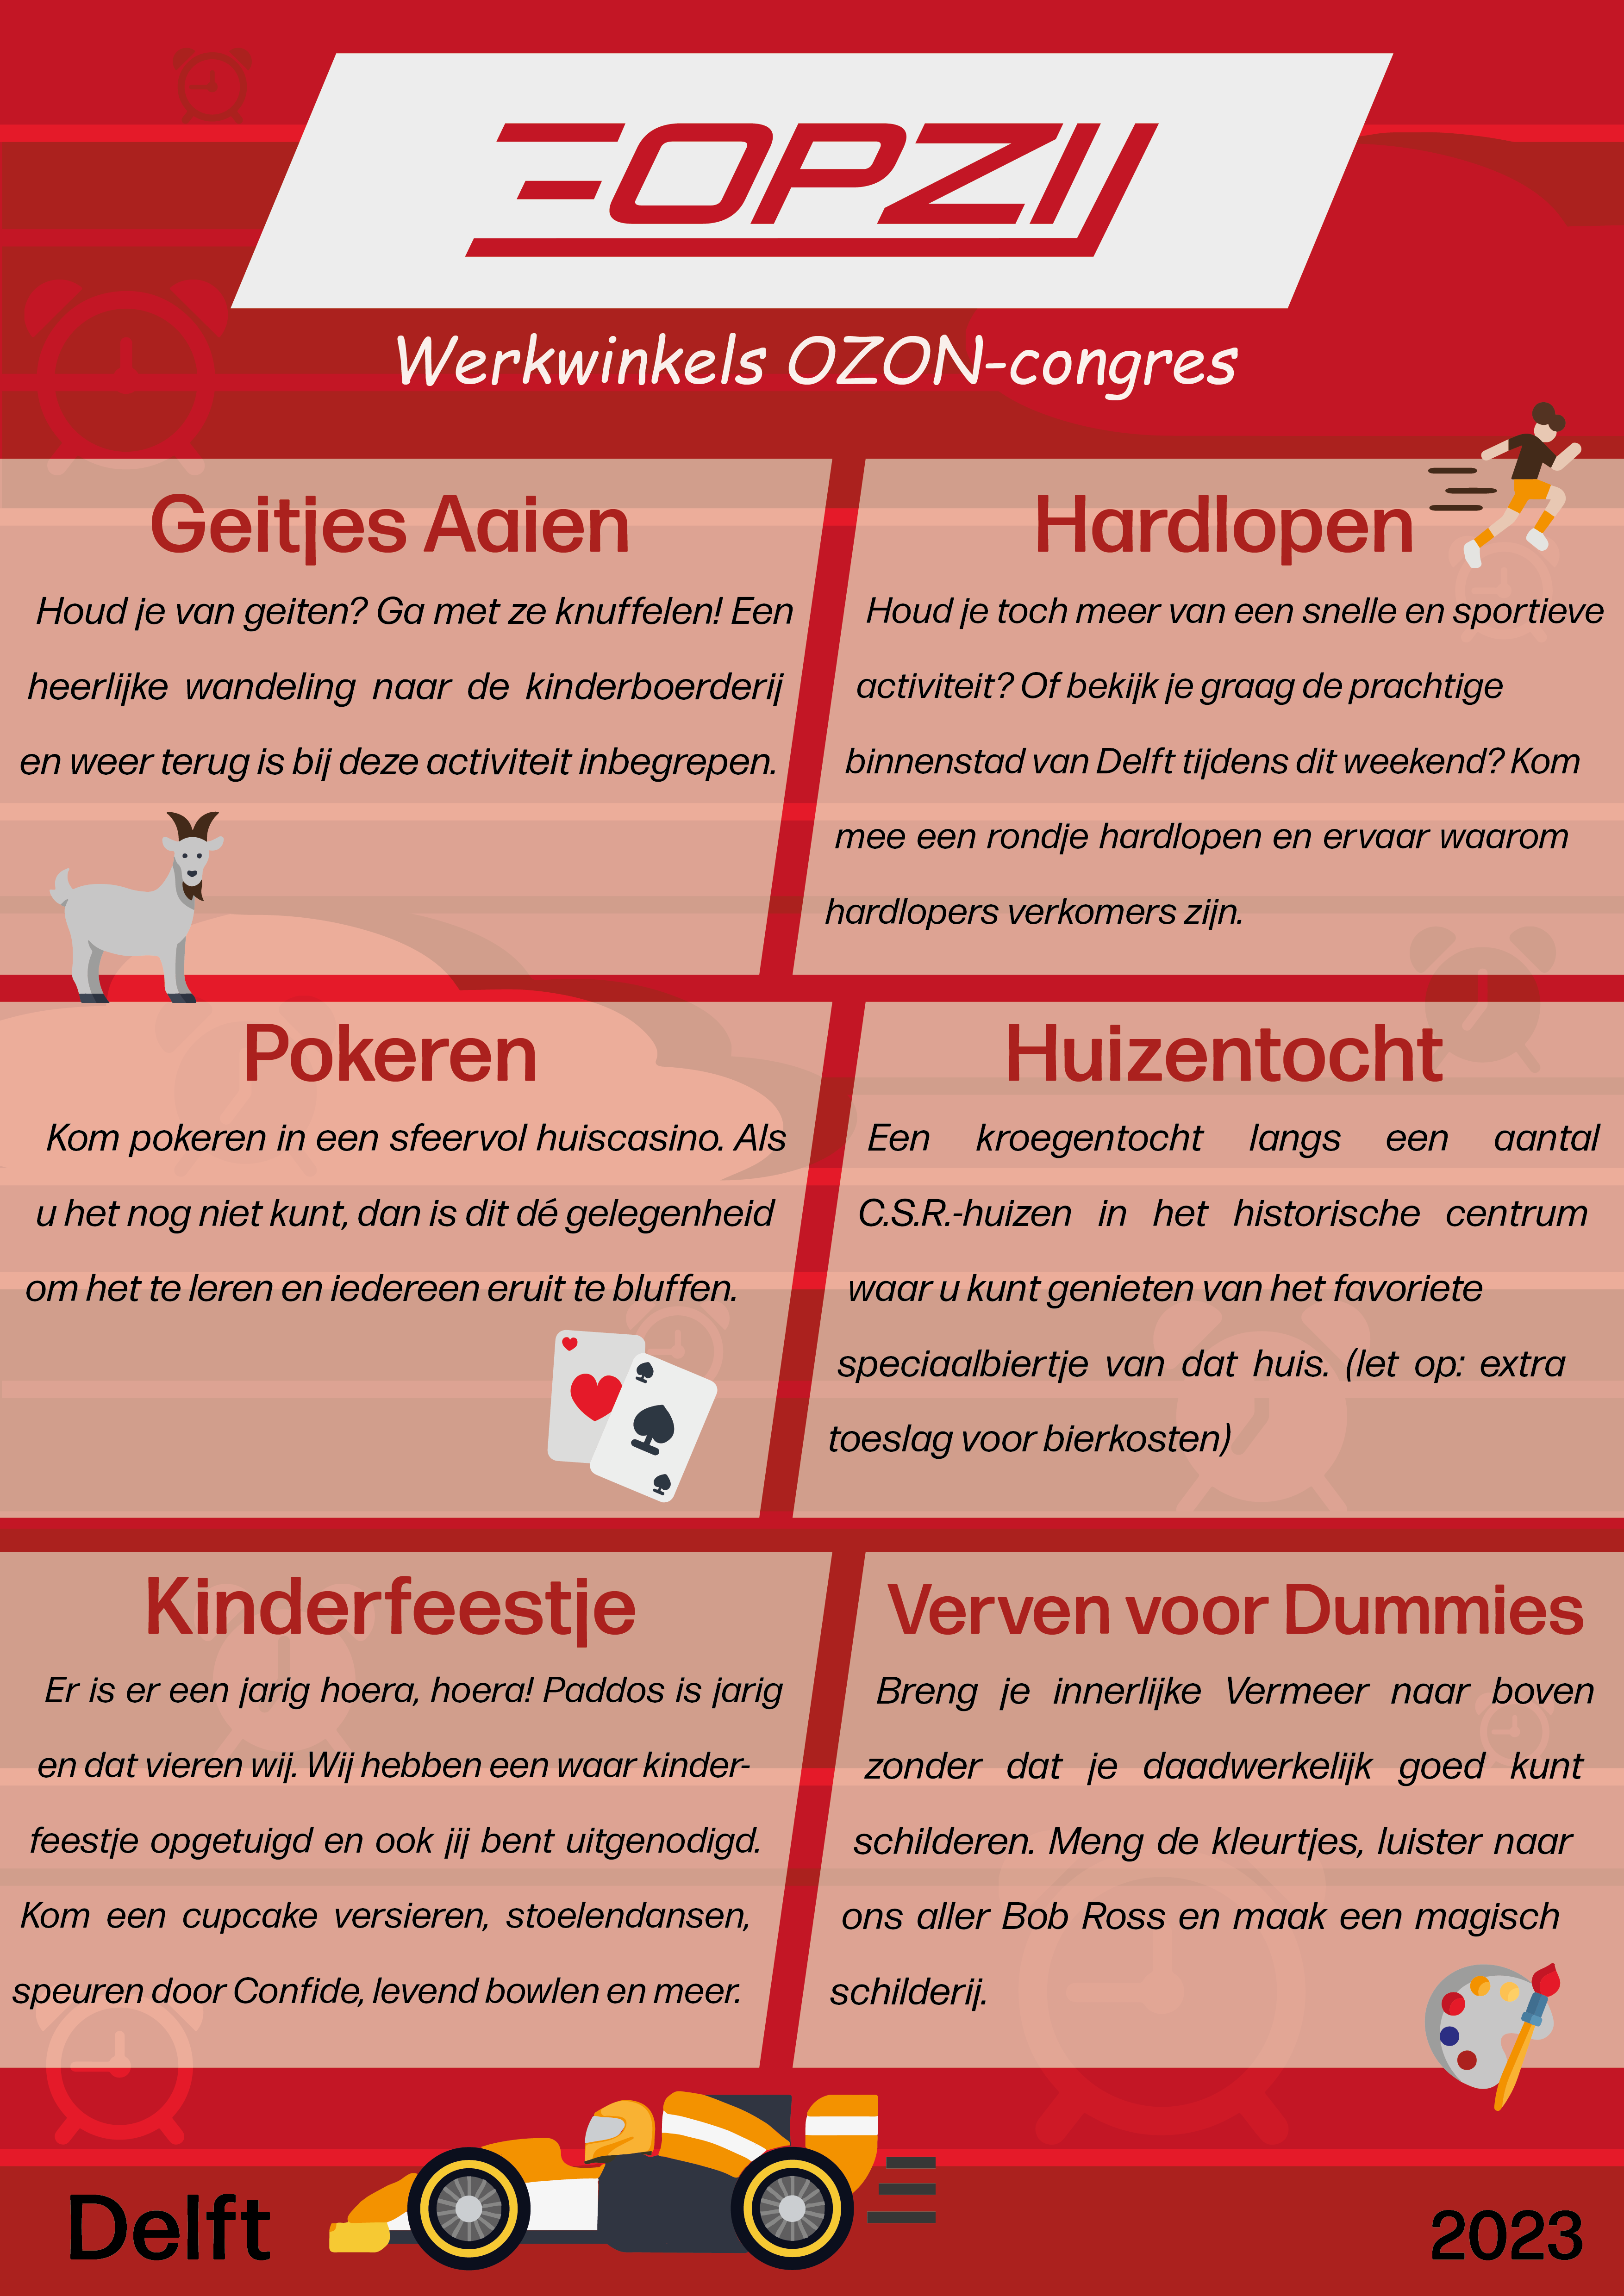 OPZIJ
Werkwinkels OZON-congres
Geitjes Aaien
Houd je van geiten? Ga met ze knuffelen! Een
heerlijke wandeling naar de kinderboerderij
en weer terug is bij deze activiteit inbegrepen.
Hardlopen
Houd je toch meer van een snelle en sportieve
activiteit? Of bekijk je graag de prachtige
binnenstad van Delft tijdens dit weekend? Kom
mee een rondje hardlopen en ervaar waarom
hardlopers verkomers zijn.
Pokeren
Kom pokeren in een sfeervol huiscasino. Als
u het nog niet kunt, dan is dit dé gelegenheid
om het te leren en iedereen eruit te bluffen.
Huizentocht
Een kroegentocht langs een aantal
C.S.R.-huizen in het historische centrum
waar u kunt genieten van het favoriete
speciaalbiertje van dat huis. (let op: extra
toeslag voor bierkosten)
Kinderfeestje
Er is er een jarig hoera, hoera! Paddos is jarig
en dat vieren wij. Wij hebben een waar kinder-
feestje opgetuigd en ook jij bent uitgenodigd.
Kom een cupcake versieren, stoelendansen,
speuren door Confide, levend bowlen en meer.
Verven voor Dummies
Breng je innerlijke Vermeer naar boven
zonder dat je daadwerkelijk goed kunt
schilderen. Meng de kleurtjes, luister naar
ons aller Bob Ross en maak een magisch
schilderij.
Delft
2023